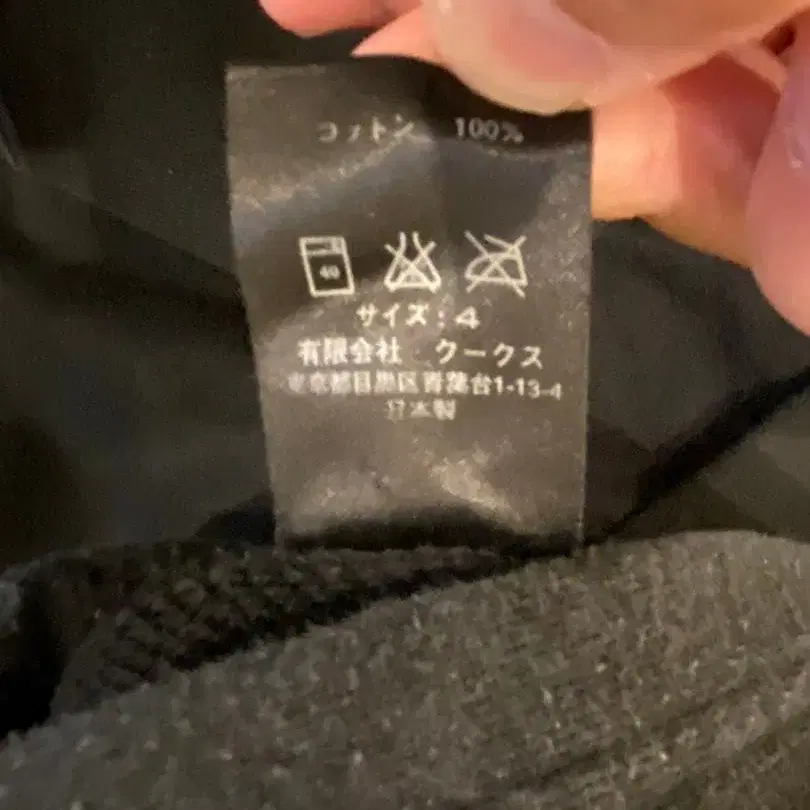 コットン 100%
40
サイズ:4
有限会社 クークス
東京都目黒区青葉台1-13-4
日本製